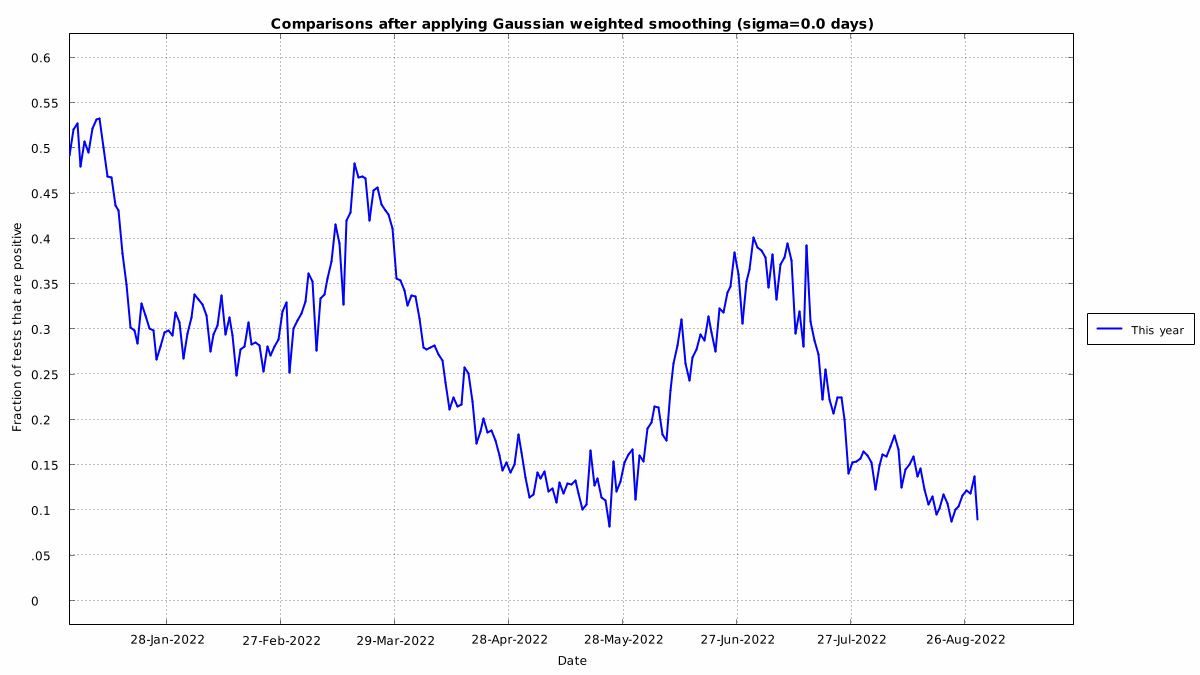 Comparisons after applying Gaussian weighted smoothing (sigma=0.0 days)
0.6
0.55
0.5
0.45
0.4
0.35
0.3
0.25
0.2
0.15
0.1
.05
0
Fraction of tests that are positive
28-Jan-2022
27-Feb-2022
29-Mar-2022
28-Apr-2022
28-May-2022
27-Jun-2022
27-Jul-2022
26-Aug-2022
Date
This year